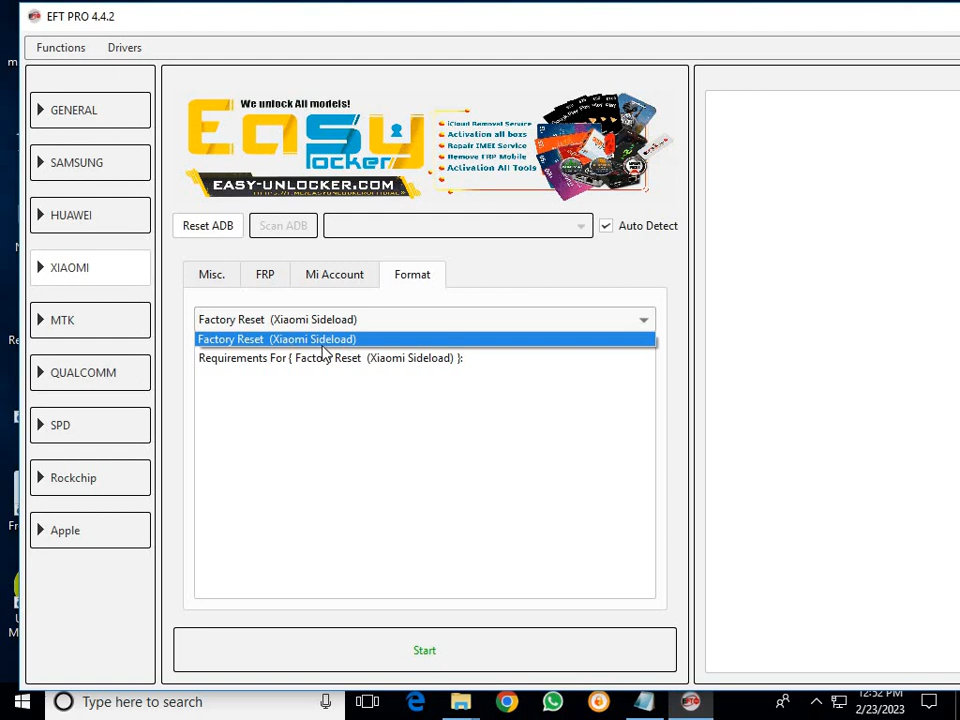 EFT PRO 4.4.2
Functions
Drivers
GENERAL
SAMSUNG
HUAWEI
XIAOMI
MTK
QUALCOMM
SPD
Rockchip
Apple
We unlock All models!
Easy
locker
EASY-UNLOCKER.COM
iCloud Removed Service
Activation all boxs
Repair IMEI Service
Remove FRP Mobile
Activation All Tools
Reset ADB
Scan ADB
Auto Detect
Misc.
FRP
Mi Account
Format
Factory Reset (Xiaomi Sideload)
Factory Reset (Xiaomi Sideload)
Requirements For { Factory Reset (Xiaomi Sideload) }:
Start
Type here to search
12:52 PM
2/23/2023